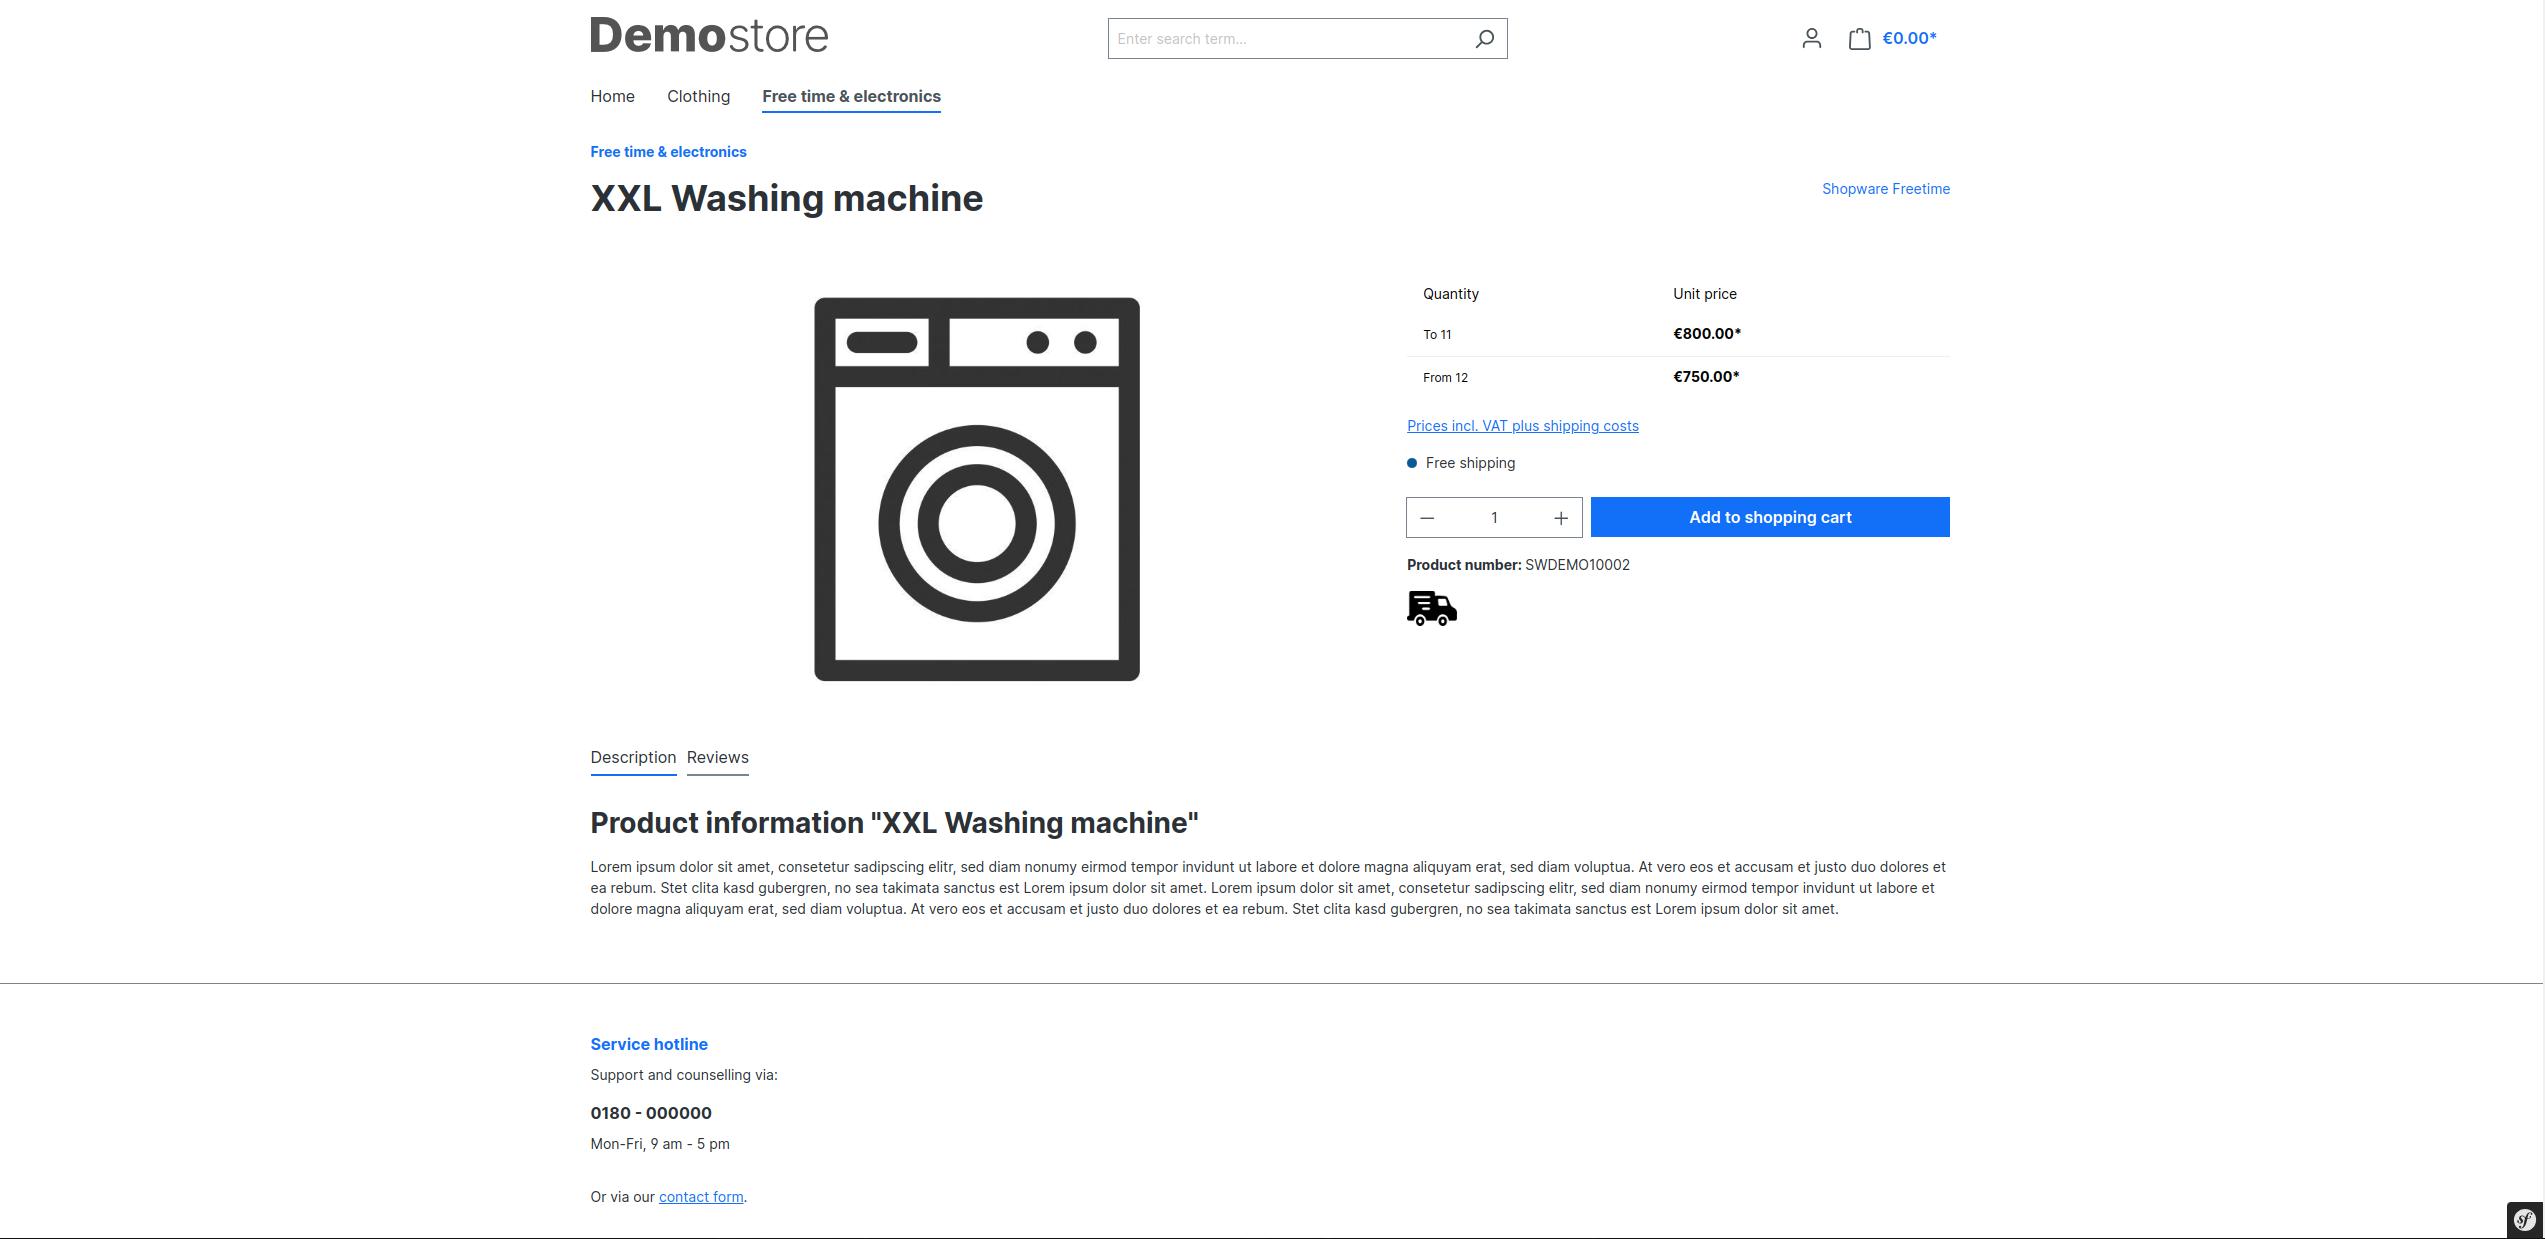 Demostore
Enter search term...
€0.00*
Home Clothing Free time & electronics
Free time & electronics
XXL Washing machine
Shopware Freetime
Quantity Unit price
To 11 €800.00*
From 12 €750.00*
Prices incl. VAT plus shipping costs
Free shipping
1
Add to shopping cart
Product number: SWDEMO10002
Description Reviews
Product information "XXL Washing machine"
Lorem ipsum dolor sit amet, consetetur sadipscing elitr, sed diam nonumy eirmod tempor invidunt ut labore et dolore magna aliquyam erat, sed diam voluptua. At vero eos et accusam et justo duo dolores et
ea rebum. Stet clita kasd gubergren, no sea takimata sanctus est Lorem ipsum dolor sit amet. Lorem ipsum dolor sit amet, consetetur sadipscing elitr, sed diam nonumy eirmod tempor invidunt ut labore et
dolore magna aliquyam erat, sed diam voluptua. At vero eos et accusam et justo duo dolores et ea rebum. Stet clita kasd gubergren, no sea takimata sanctus est Lorem ipsum dolor sit amet.
Service hotline
Support and counselling via:
0180 - 000000
Mon-Fri, 9 am - 5 pm
Or via our contact form.
sf